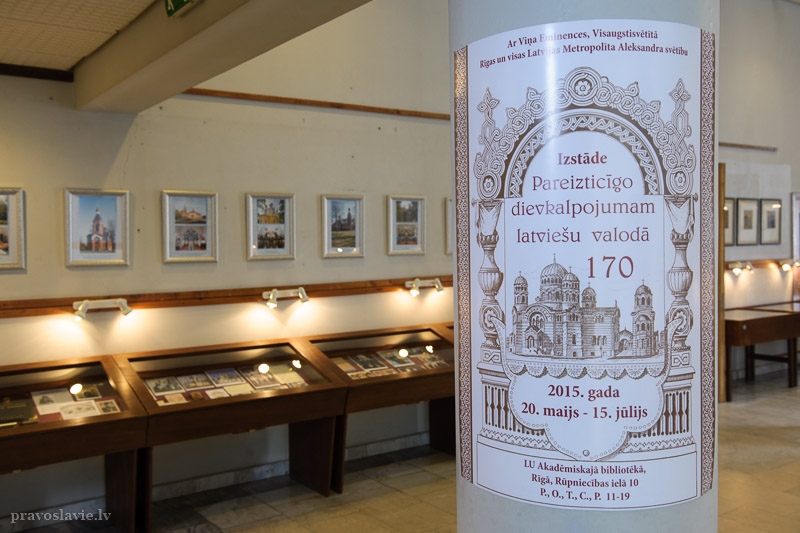 Ar Viņa Eminences, Visaugstisvētītā
Rīgas un visas Latvijas Metropolīta Aleksandra svētību
Izstāde
Pareizticīgo
dievkalpojumam
latviešu valodā
170
2015. gada
20. maijs - 15. jūlijs
LU Akadēmiskajā bibliotēkā,
Rīgā, Rūpniecības ielā 10
P., O., T., C., P. 11-19
pravoslavie.lv